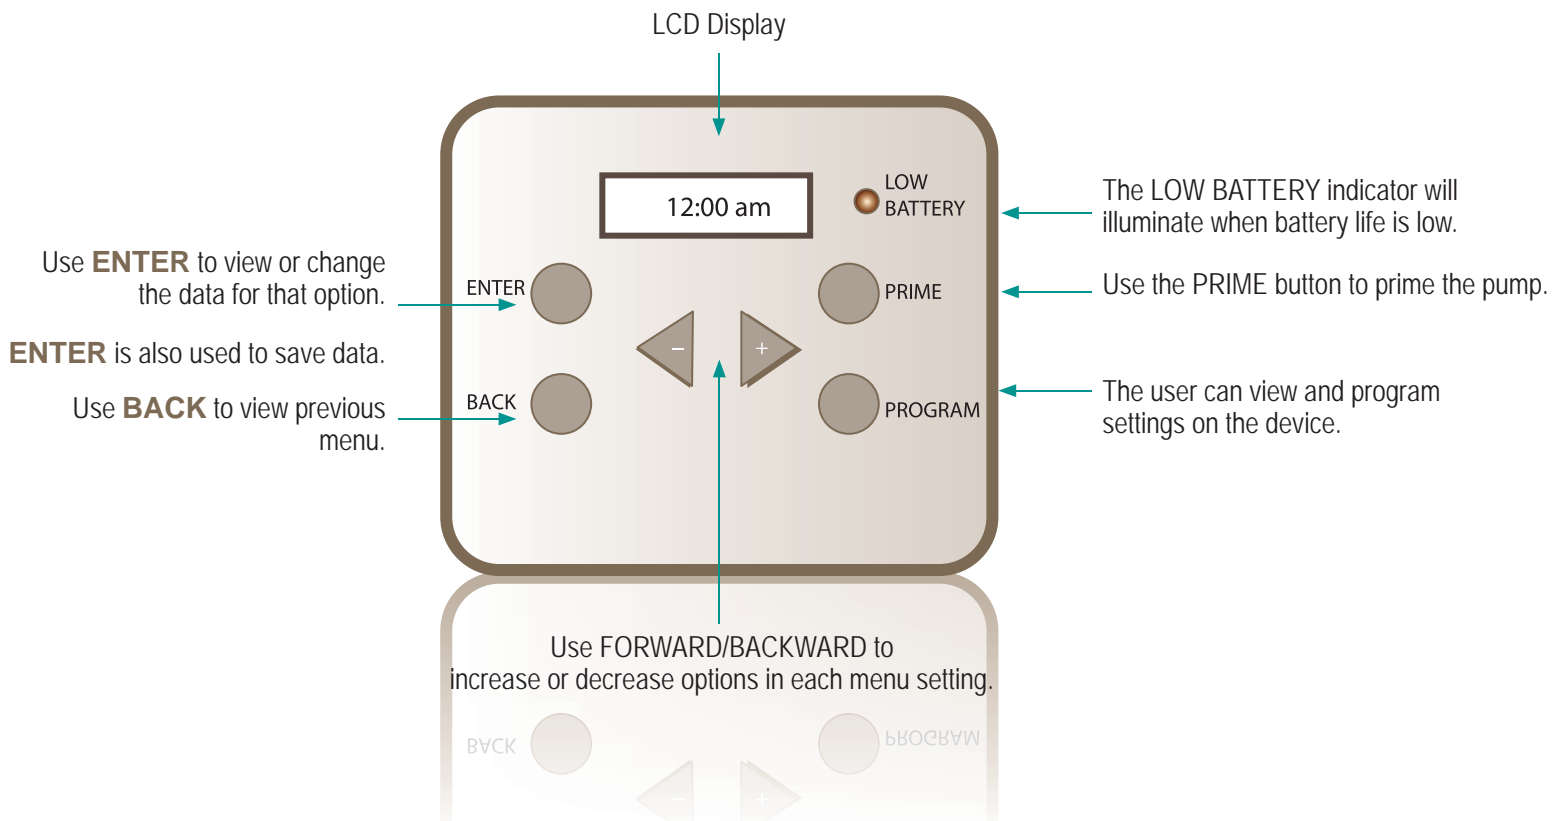 LCD Display
12:00 am
LOW
BATTERY
The LOW BATTERY indicator will
illuminate when battery life is low.
Use ENTER to view or change
the data for that option.
ENTER
PRIME
Use the PRIME button to prime the pump.
ENTER is also used to save data.
−
+
Use BACK to view previous
menu.
BACK
PROGRAM
The user can view and program
settings on the device.
Use FORWARD/BACKWARD to
increase or decrease options in each menu setting.
BACK
PROGRAM
−
+